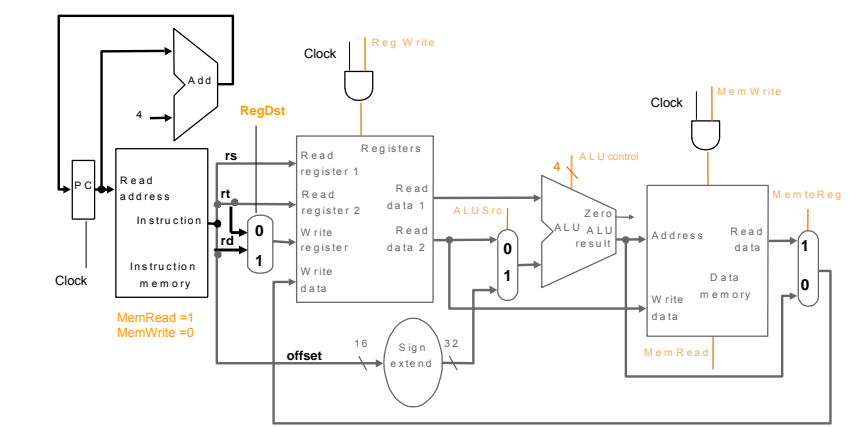 Clock
Reg Write
Add
4
RegDst
Clock
MemWrite
PC
Read
address
Instruction
Instruction
memory
rs
rt
rd
0
1
Registers
Read
register 1
Read
register 2
Write
register
Write
data
Read
data 1
Read
data 2
ALUSrc
0
1
4
ALU control
Zero
ALU
ALU
result
Address
Read
data
Data
memory
Write
data
MemtoReg
1
0
Clock
MemRead =1
MemWrite =0
offset
16
Sign
extend
32
MemRead